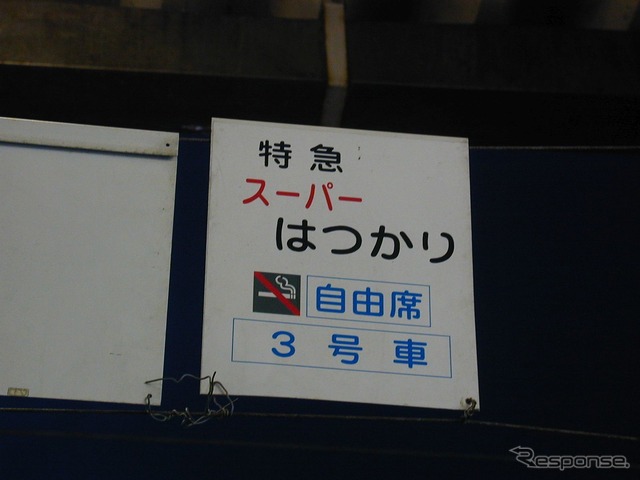 特急
スーパー
はつかり
自由席
3号車
Response.